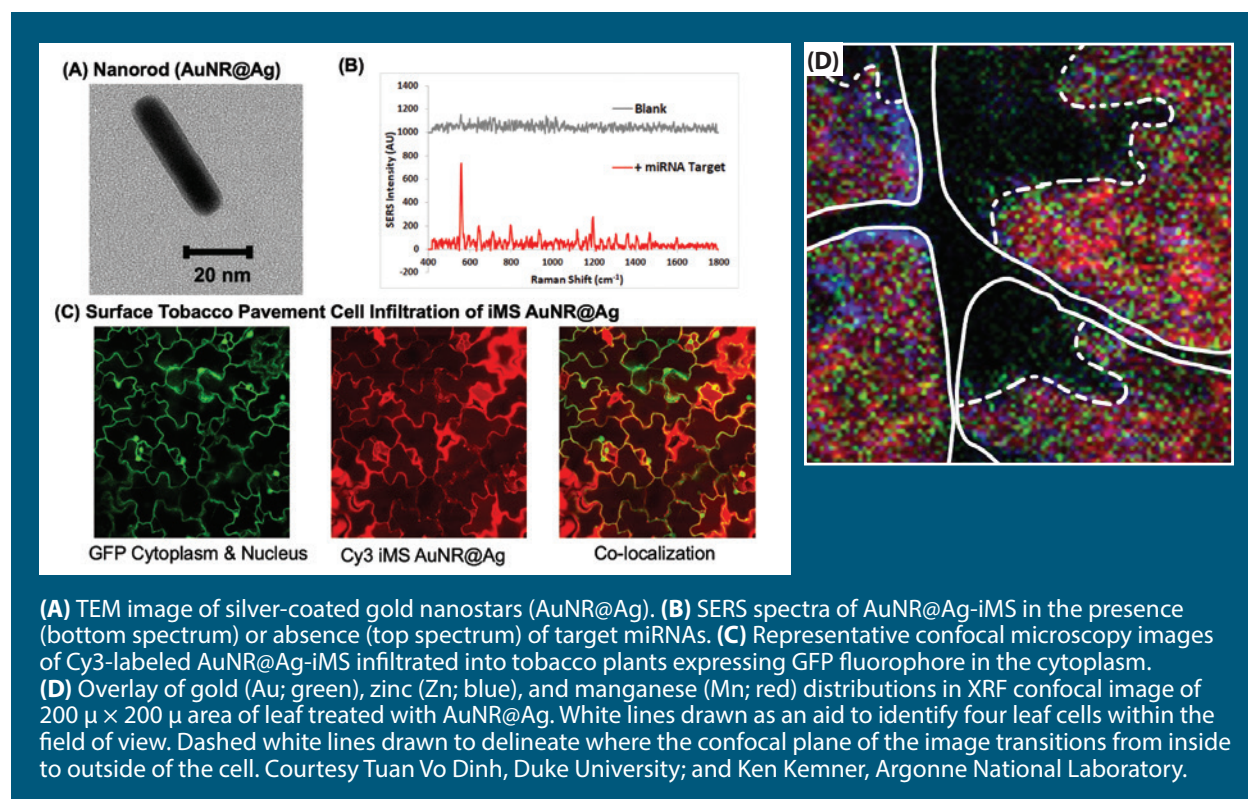 (A) Nanorod (AuNR@Ag)
20 nm
(B)
1400
1200
1000
800
600
400
200
0
-200
SERS Intensity (AU)
Blank
+ miRNA Target
400 600 800 1000 1200 1400 1600 1800
Raman Shift (cm-1)
(C) Surface Tobacco Pavement Cell Infiltration of iMS AuNR@Ag
GFP Cytoplasm & Nucleus
Cy3 iMS AuNR@Ag
Co-localization
(D)
(A) TEM image of silver-coated gold nanostars (AuNR@Ag). (B) SERS spectra of AuNR@Ag-iMS in the presence
(bottom spectrum) or absence (top spectrum) of target miRNAs. (C) Representative confocal microscopy images
of Cy3-labeled AuNR@Ag-iMS infiltrated into tobacco plants expressing GFP fluorophore in the cytoplasm.
(D) Overlay of gold (Au; green), zinc (Zn; blue), and manganese (Mn; red) distributions in XRF confocal image of
200 μ × 200 μ area of leaf treated with AuNR@Ag. White lines drawn as an aid to identify four leaf cells within the
field of view. Dashed white lines drawn to delineate where the confocal plane of the image transitions from inside
to outside of the cell. Courtesy Tuan Vo Dinh, Duke University; and Ken Kemner, Argonne National Laboratory.